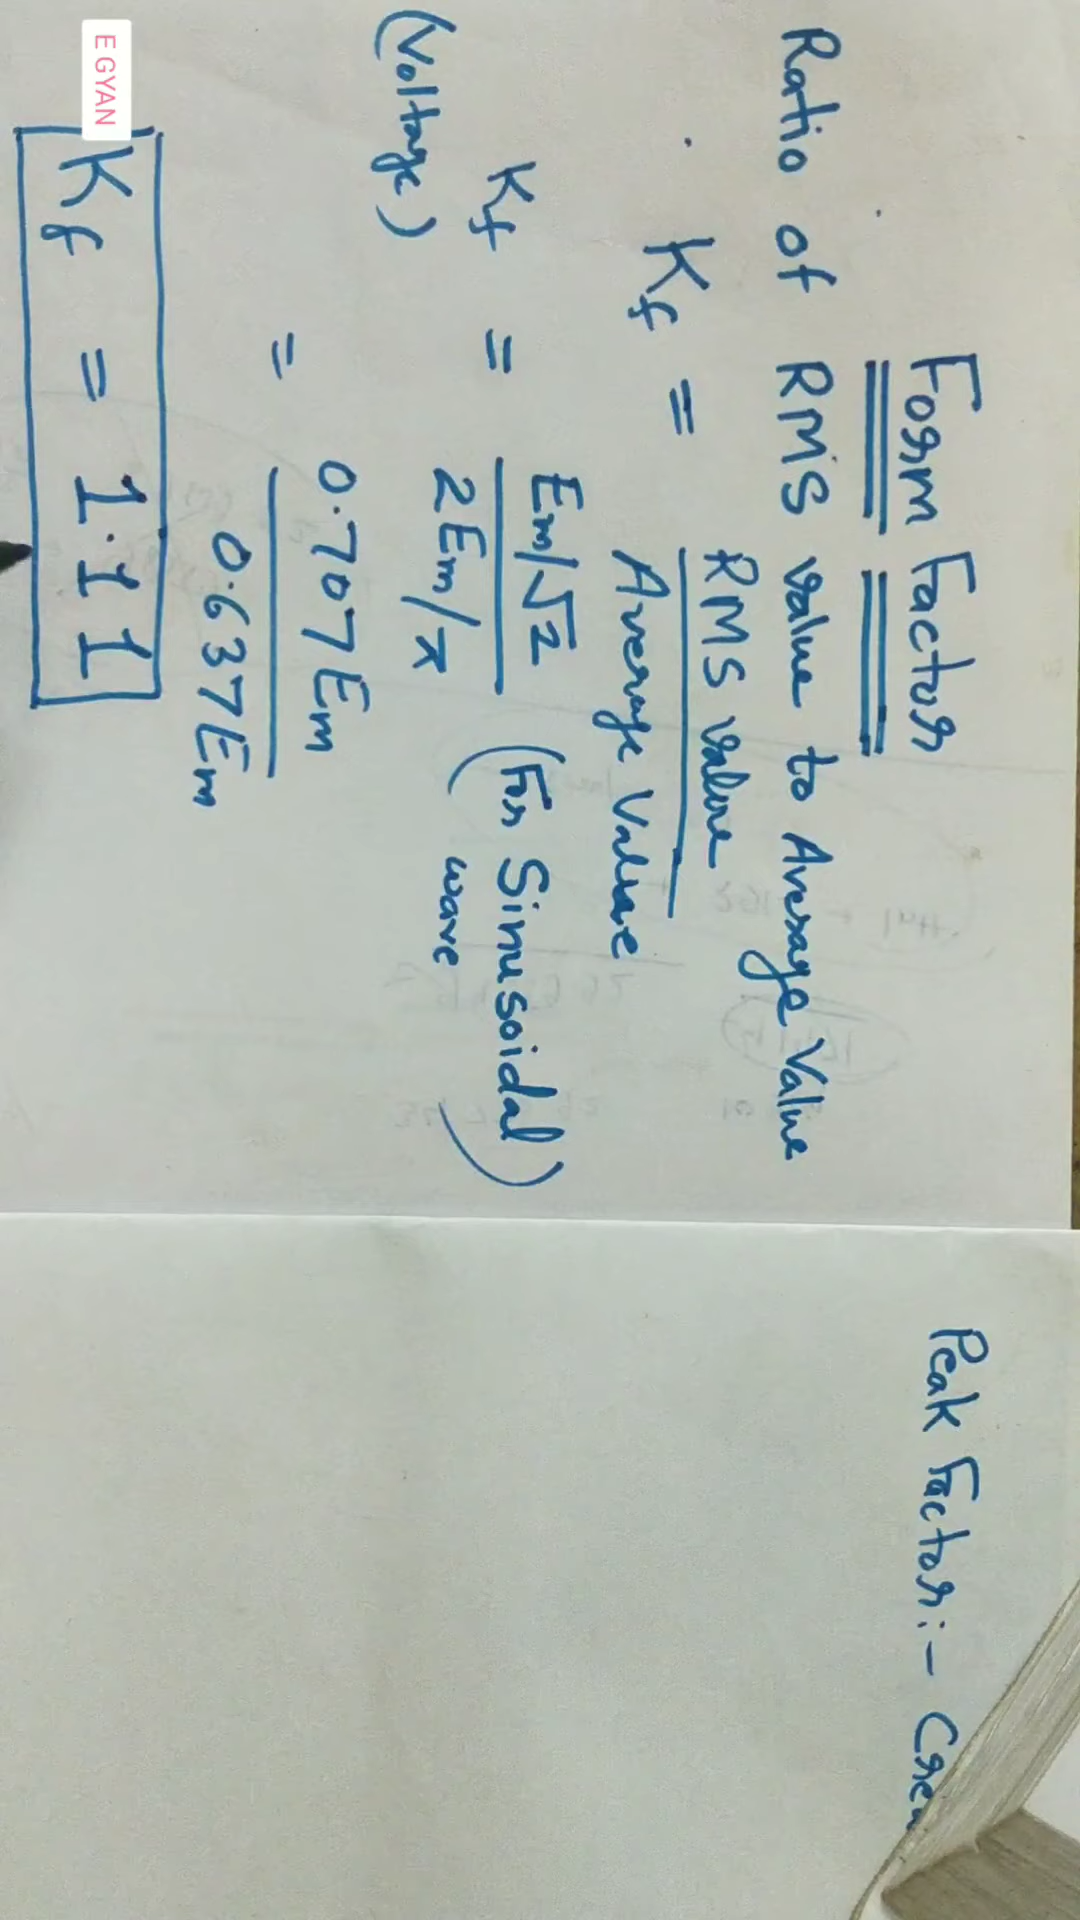 Form Factor
Ratio of RMS value to Average Value
Kf = RMS value
Average Value
Kf = Em/√2
2Em/π
(For Sinusoidal
wave)
(Voltage)
= 0.707Em
0.637Em
Kf = 1.11
Peak Factor:-
E GYAN